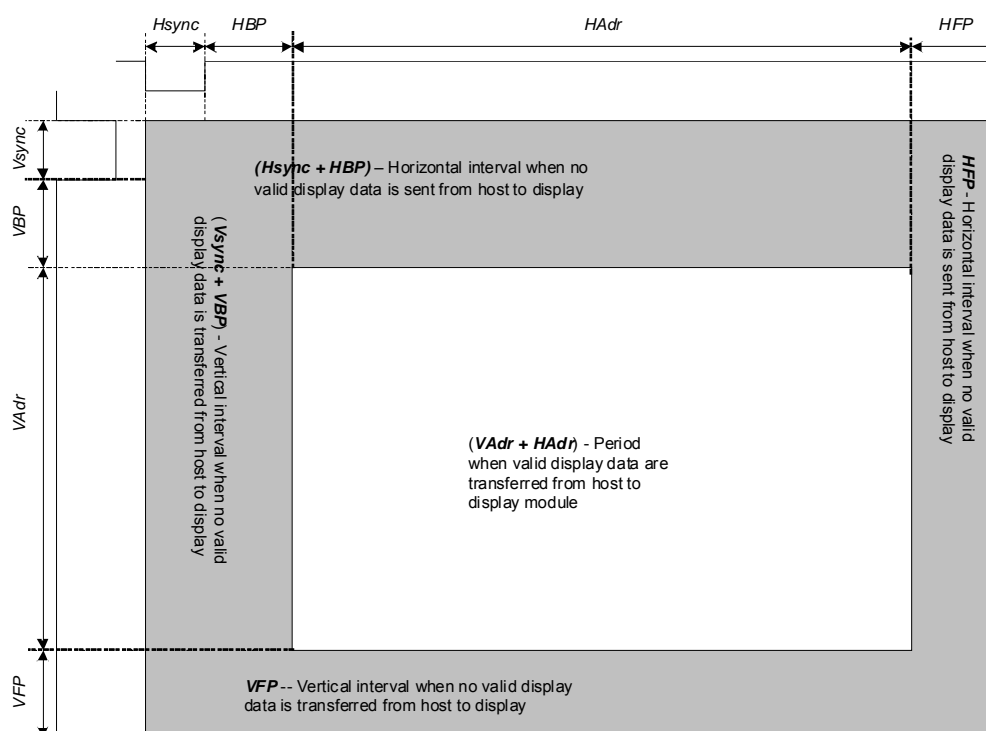 Hsync
HBP
HAdr
HFP
Vsync
VBP
VAdr
VFP
(Hsync + HBP) – Horizontal interval when no
valid display data is sent from host to display
(Vsync + VBP) - Vertical interval when no valid
display data is transferred from host to display
HFP - Horizontal interval when no valid
display data is sent from host to display
(VAdr + HAdr) - Period
when valid display data are
transferred from host to
display module
VFP -- Vertical interval when no valid display
data is transferred from host to display